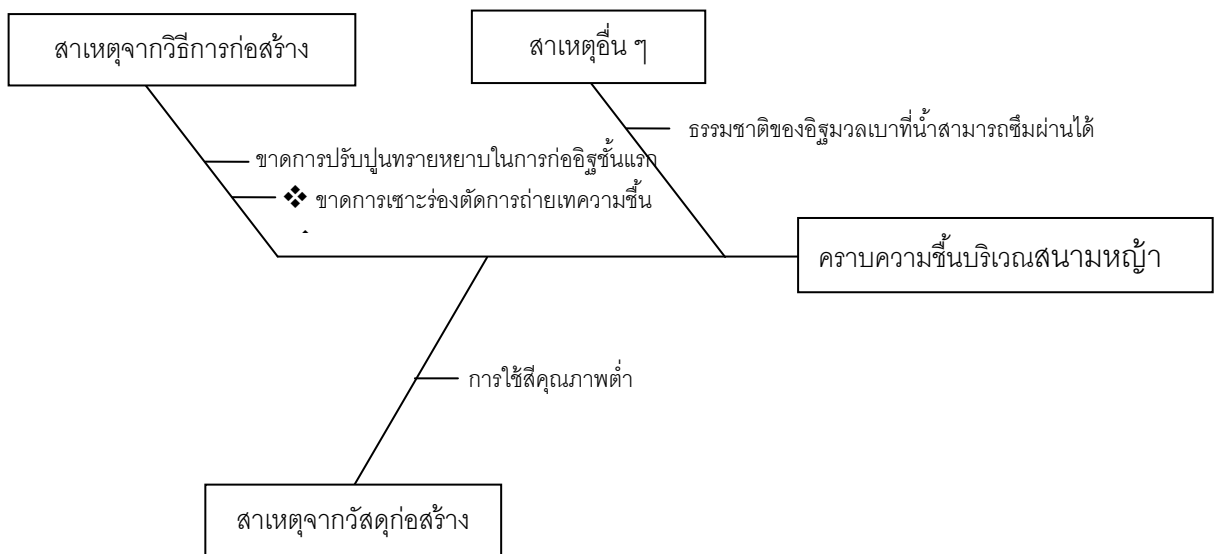 สาเหตุจากวิธีการก่อสร้าง
สาเหตุอื่น ๆ
ธรรมชาติของอิฐมวลเบาที่น้ำสามารถซึมผ่านได้
ขาดการปรับปูนทรายหยาบในการก่ออิฐชั้นแรก
❖ ขาดการเซาะร่องตัดการถ่ายเทความชื้น
คราบความชื้นบริเวณสนามหญ้า
การใช้สีคุณภาพต่ำ
สาเหตุจากวัสดุก่อสร้าง